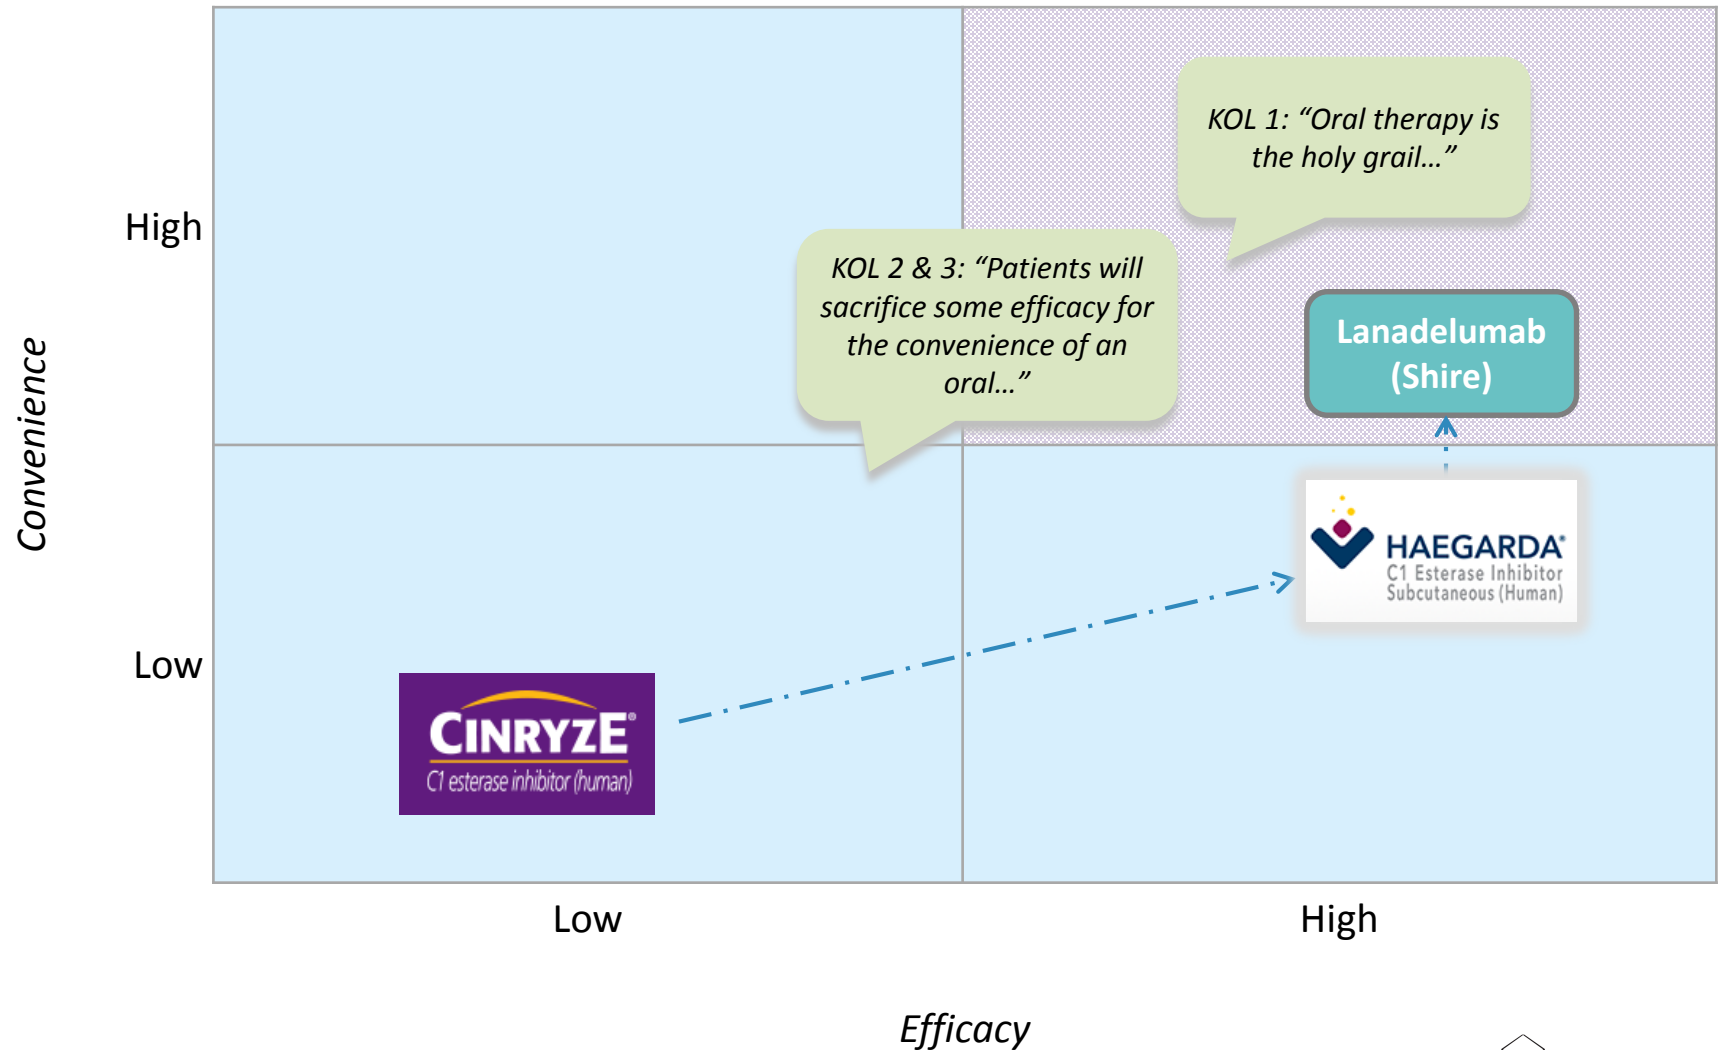 KOL 1: “Oral therapy is
the holy grail…”
High
KOL 2 & 3: “Patients will
sacrifice some efficacy for
the convenience of an
oral…”
Lanadelumab
(Shire)
Convenience
HAEGARDA®
C1 Esterase Inhibitor
Subcutaneous (Human)
Low
CINRYZE®
C1 esterase inhibitor (human)
Low
High
Efficacy